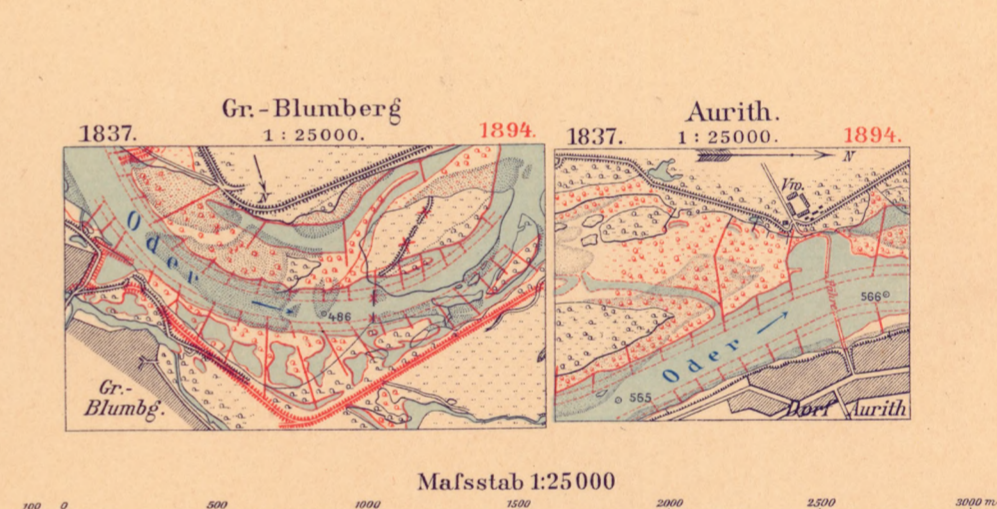 Gr.-Blumberg
1837.
1:25000.
1894.
Oder
486
Gr.-
Blumbg.
N
Aurith.
1837.
1:25000.
1894.
N
Vw.
566
Oder
555
Dorf Aurith
Maſsstab 1:25000
100 0 500 1000 1500 2000 2500 3000 m